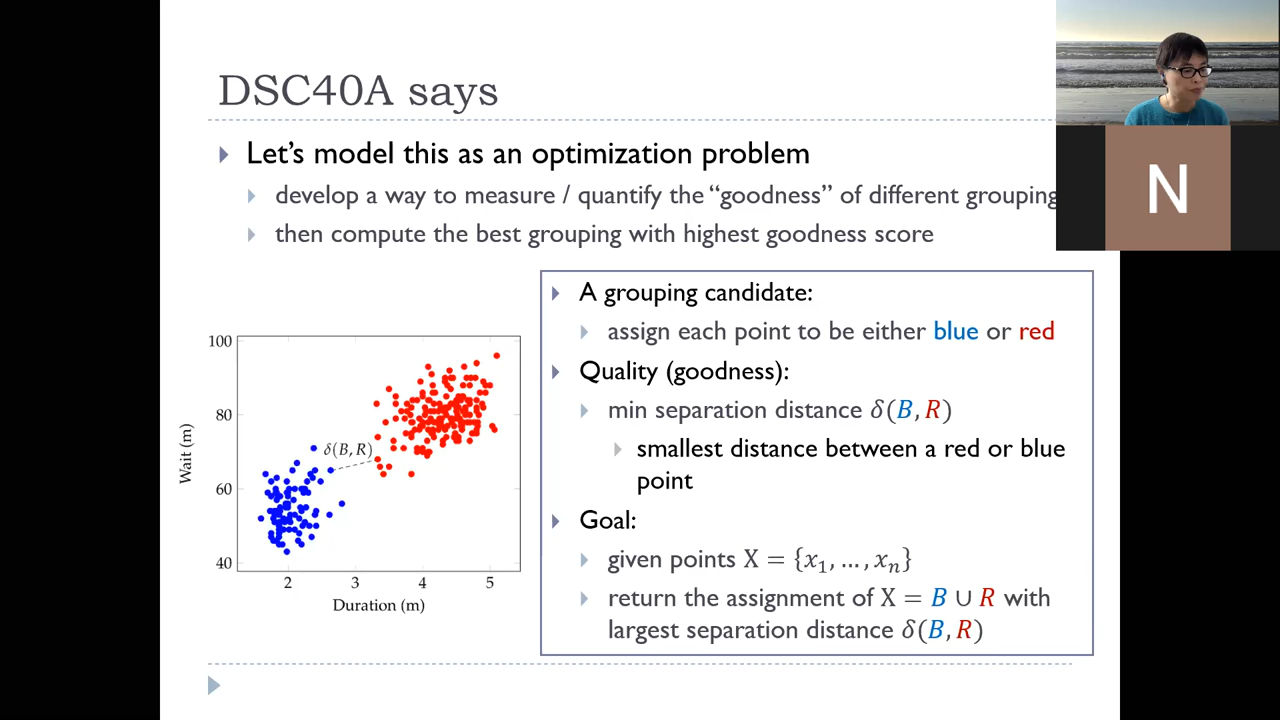 DSC40A says
Let's model this as an optimization problem
develop a way to measure / quantify the “goodness” of different grouping
then compute the best grouping with highest goodness score
N
A grouping candidate:
assign each point to be either blue or red
Quality (goodness):
min separation distance δ(B, R)
smallest distance between a red or blue
point
Goal:
given points X = {x₁, …, xₙ}
return the assignment of X = B ∪ R with
largest separation distance δ(B, R)
100
80
60
40
Wait (m)
δ(B, R)
2 3 4 5
Duration (m)